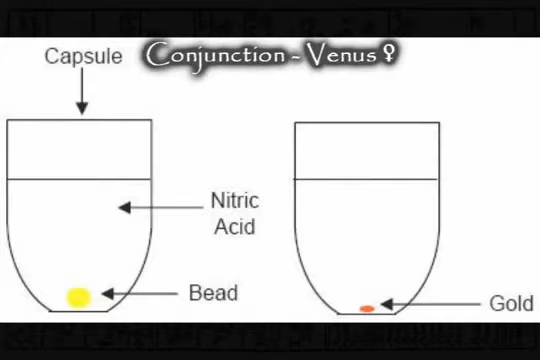 Conjunction - Venus ♀
Capsule
Nitric
Acid
Bead
Gold